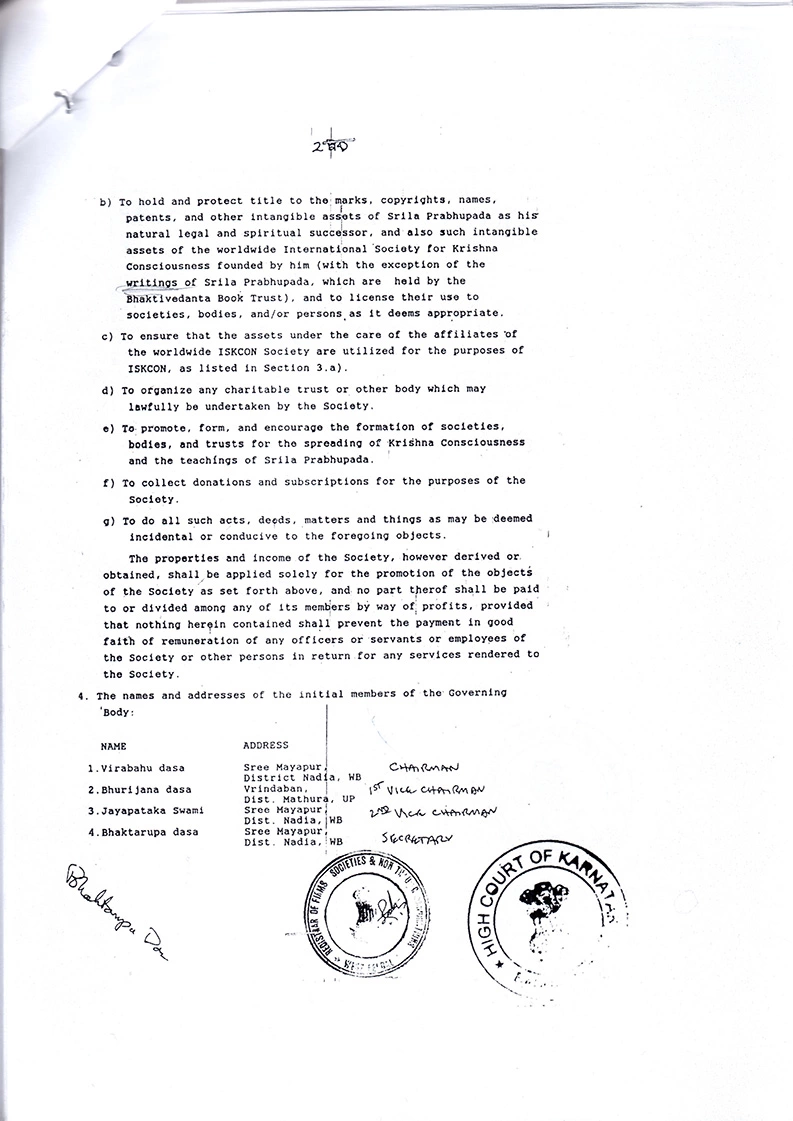 b) To hold and protect title to the marks, copyrights, names,
patents, and other intangible assets of Srila Prabhupada as his
natural legal and spiritual successor, and also such intangible
assets of the worldwide International Society for Krishna
Consciousness founded by him (with the exception of the
writings of Srila Prabhupada, which are held by the
Bhaktivedanta Book Trust), and to license their use to
societies, bodies, and/or persons as it deems appropriate.
c) To ensure that the assets under the care of the affiliates of
the worldwide ISKCON Society are utilized for the purposes of
ISKCON, as listed in Section 3.a).
d) To organize any charitable trust or other body which may
lawfully be undertaken by the Society.
e) To promote, form, and encourage the formation of societies,
bodies, and trusts for the spreading of Krishna Consciousness
and the teachings of Srila Prabhupada.
f) To collect donations and subscriptions for the purposes of the
Society.
g) To do all such acts, deeds, matters and things as may be deemed
incidental or conducive to the foregoing objects.
The properties and income of the Society, however derived or
obtained, shall be applied solely for the promotion of the objects
of the Society as set forth above, and no part therof shall be paid
to or divided among any of its members by way of profits, provided
that nothing herein contained shall prevent the payment in good
faith of remuneration of any officers or servants or employees of
the Society or other persons in return for any services rendered to
the Society.
4. The names and addresses of the initial members of the Governing
Body:
NAME ADDRESS
1.Virabahu dasa Sree Mayapur, CHAIRMAN
District Nadia, WB
2.Bhurijana dasa Vrindaban, 1ST VICE CHAIRMAN
Dist. Mathura, UP
3.Jayapataka Swami Sree Mayapur, 2ND VICE CHAIRMAN
Dist. Nadia, WB
4.Bhaktarupa dasa Sree Mayapur, SECRETARY
Dist. Nadia, WB
Bhaktarupa Das
REGISTRAR OF FIRMS SOCIETIES & NON
HIGH COURT OF KARNATAK